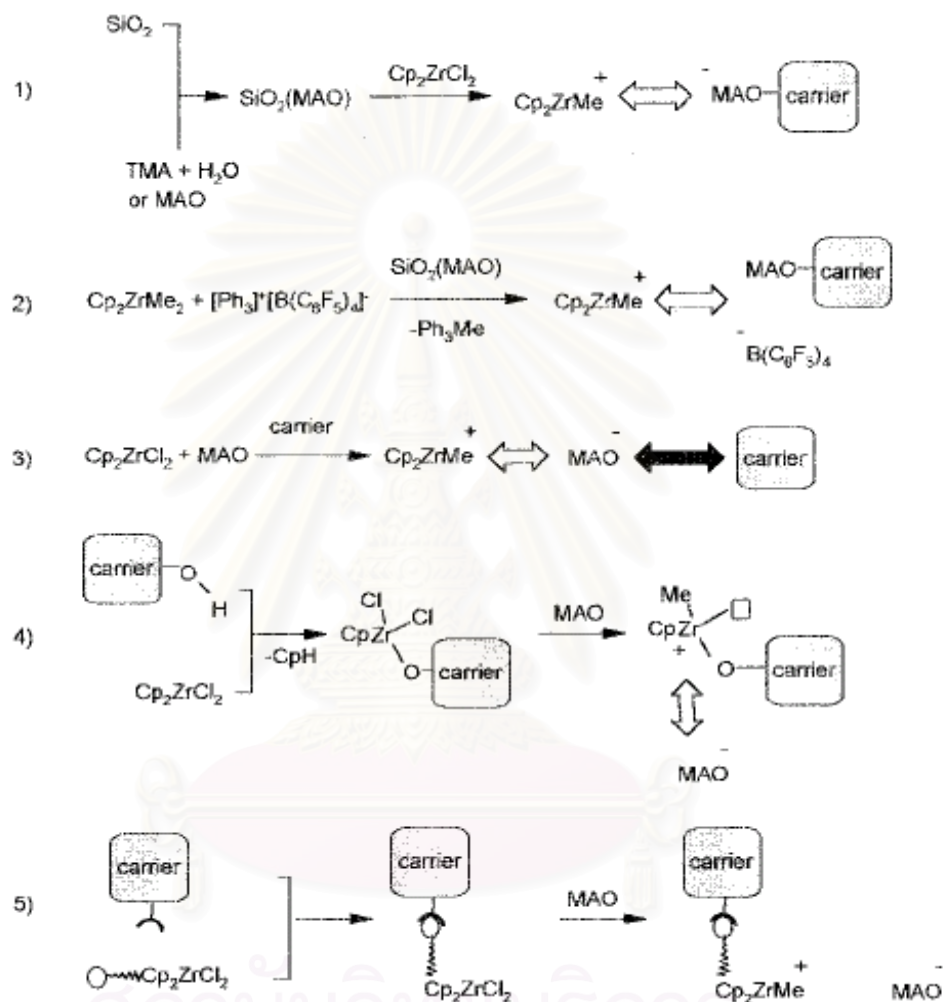 SiO₂
1) SiO₂(MAO) Cp₂ZrCl₂ Cp₂ZrMe⁺ ⁻MAO carrier
TMA + H₂O
or MAO
2) Cp₂ZrMe₂ + [Ph₃]⁺[B(C₆F₅)₄]⁻ SiO₂(MAO) -Ph₃Me Cp₂ZrMe⁺ MAO carrier
⁻B(C₆F₅)₄
3) Cp₂ZrCl₂ + MAO carrier Cp₂ZrMe⁺ MAO⁻ carrier
carrier O H
4) -CpH Cl CpZr Cl O carrier MAO Me CpZr + O carrier
Cp₂ZrCl₂
MAO⁻
carrier carrier carrier
5) MAO
Cp₂ZrCl₂ Cp₂ZrCl₂ Cp₂ZrMe⁺ MAO⁻